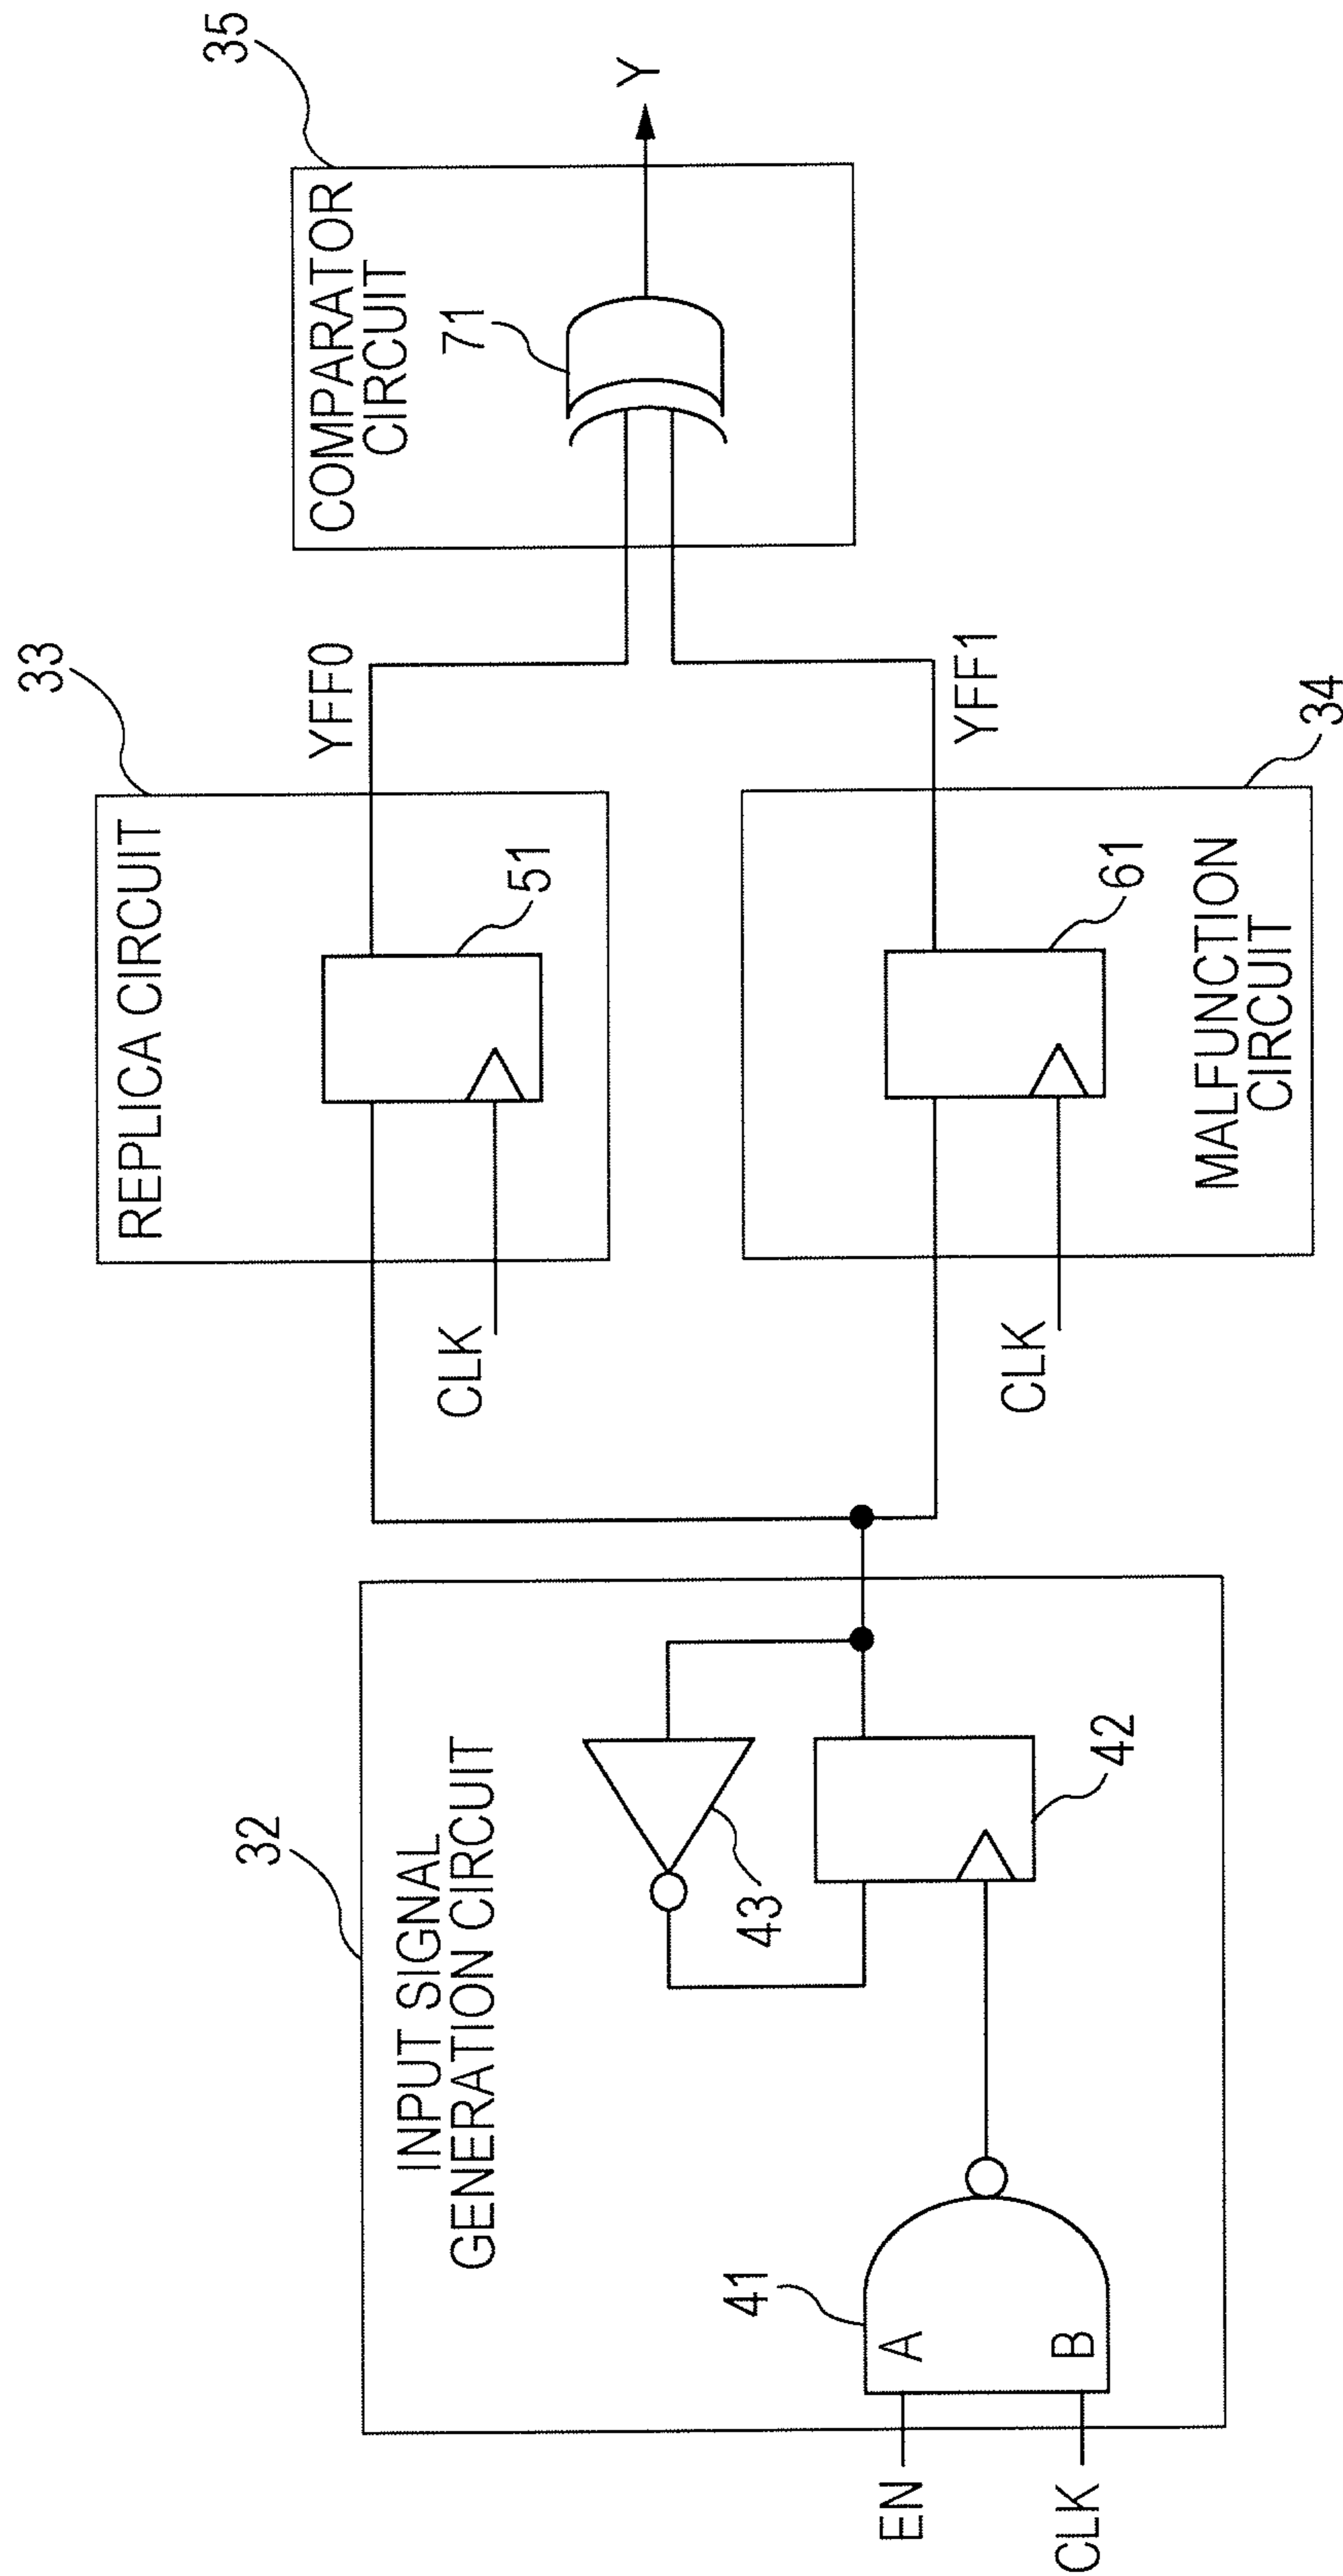 32
INPUT SIGNAL
GENERATION CIRCUIT
EN
CLK
A
B
41
43
42
33
REPLICA CIRCUIT
51
CLK
YFF0
34
MALFUNCTION
CIRCUIT
61
CLK
YFF1
35
COMPARATOR
CIRCUIT
71
Y